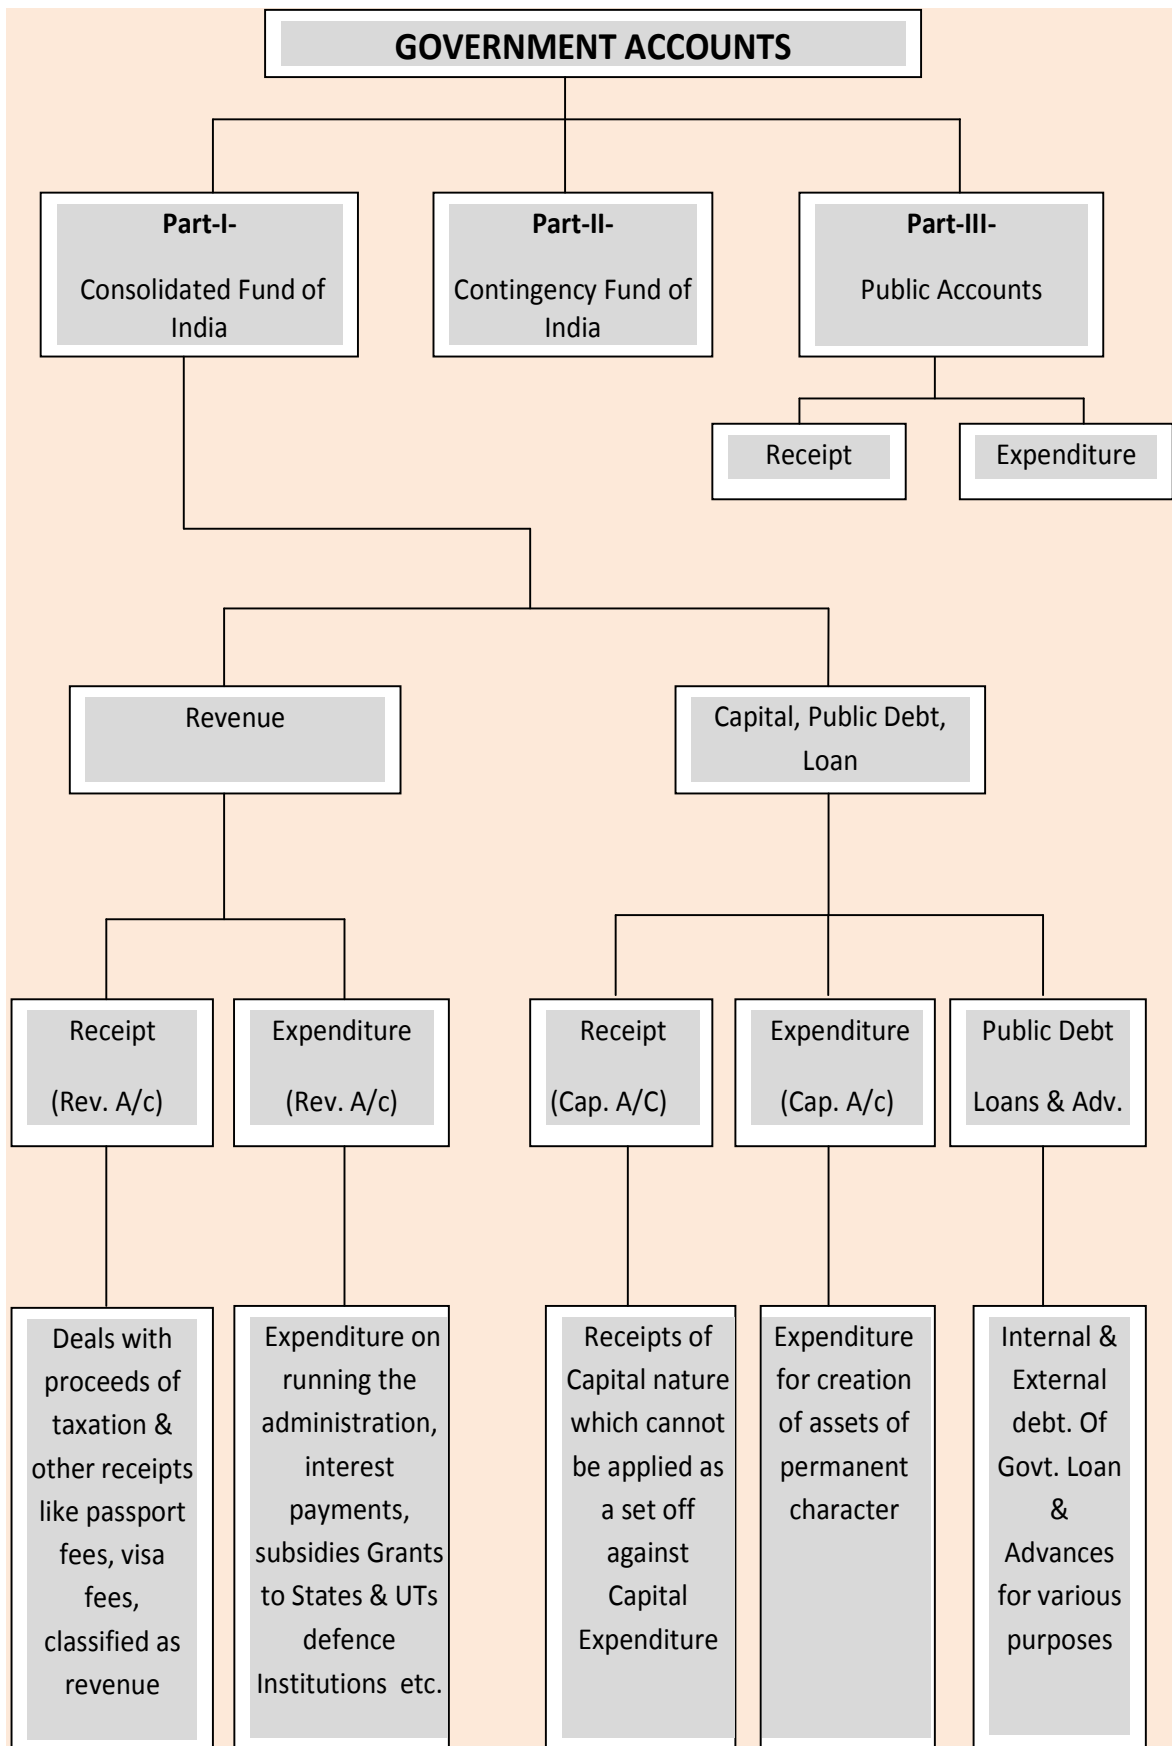 GOVERNMENT ACCOUNTS
Part-I-
Consolidated Fund of
India
Part-II-
Contingency Fund of
India
Part-III-
Public Accounts
Receipt
Expenditure
Revenue
Capital, Public Debt,
Loan
Receipt
(Rev. A/c)
Expenditure
(Rev. A/c)
Receipt
(Cap. A/C)
Expenditure
(Cap. A/c)
Public Debt
Loans & Adv.
Deals with
proceeds of
taxation &
other receipts
like passport
fees, visa
fees,
classified as
revenue
Expenditure on
running the
administration,
interest
payments,
subsidies Grants
to States & UTs
defence
Institutions etc.
Receipts of
Capital nature
which cannot
be applied as
a set off
against
Capital
Expenditure
Expenditure
for creation
of assets of
permanent
character
Internal &
External
debt. Of
Govt. Loan
&
Advances
for various
purposes